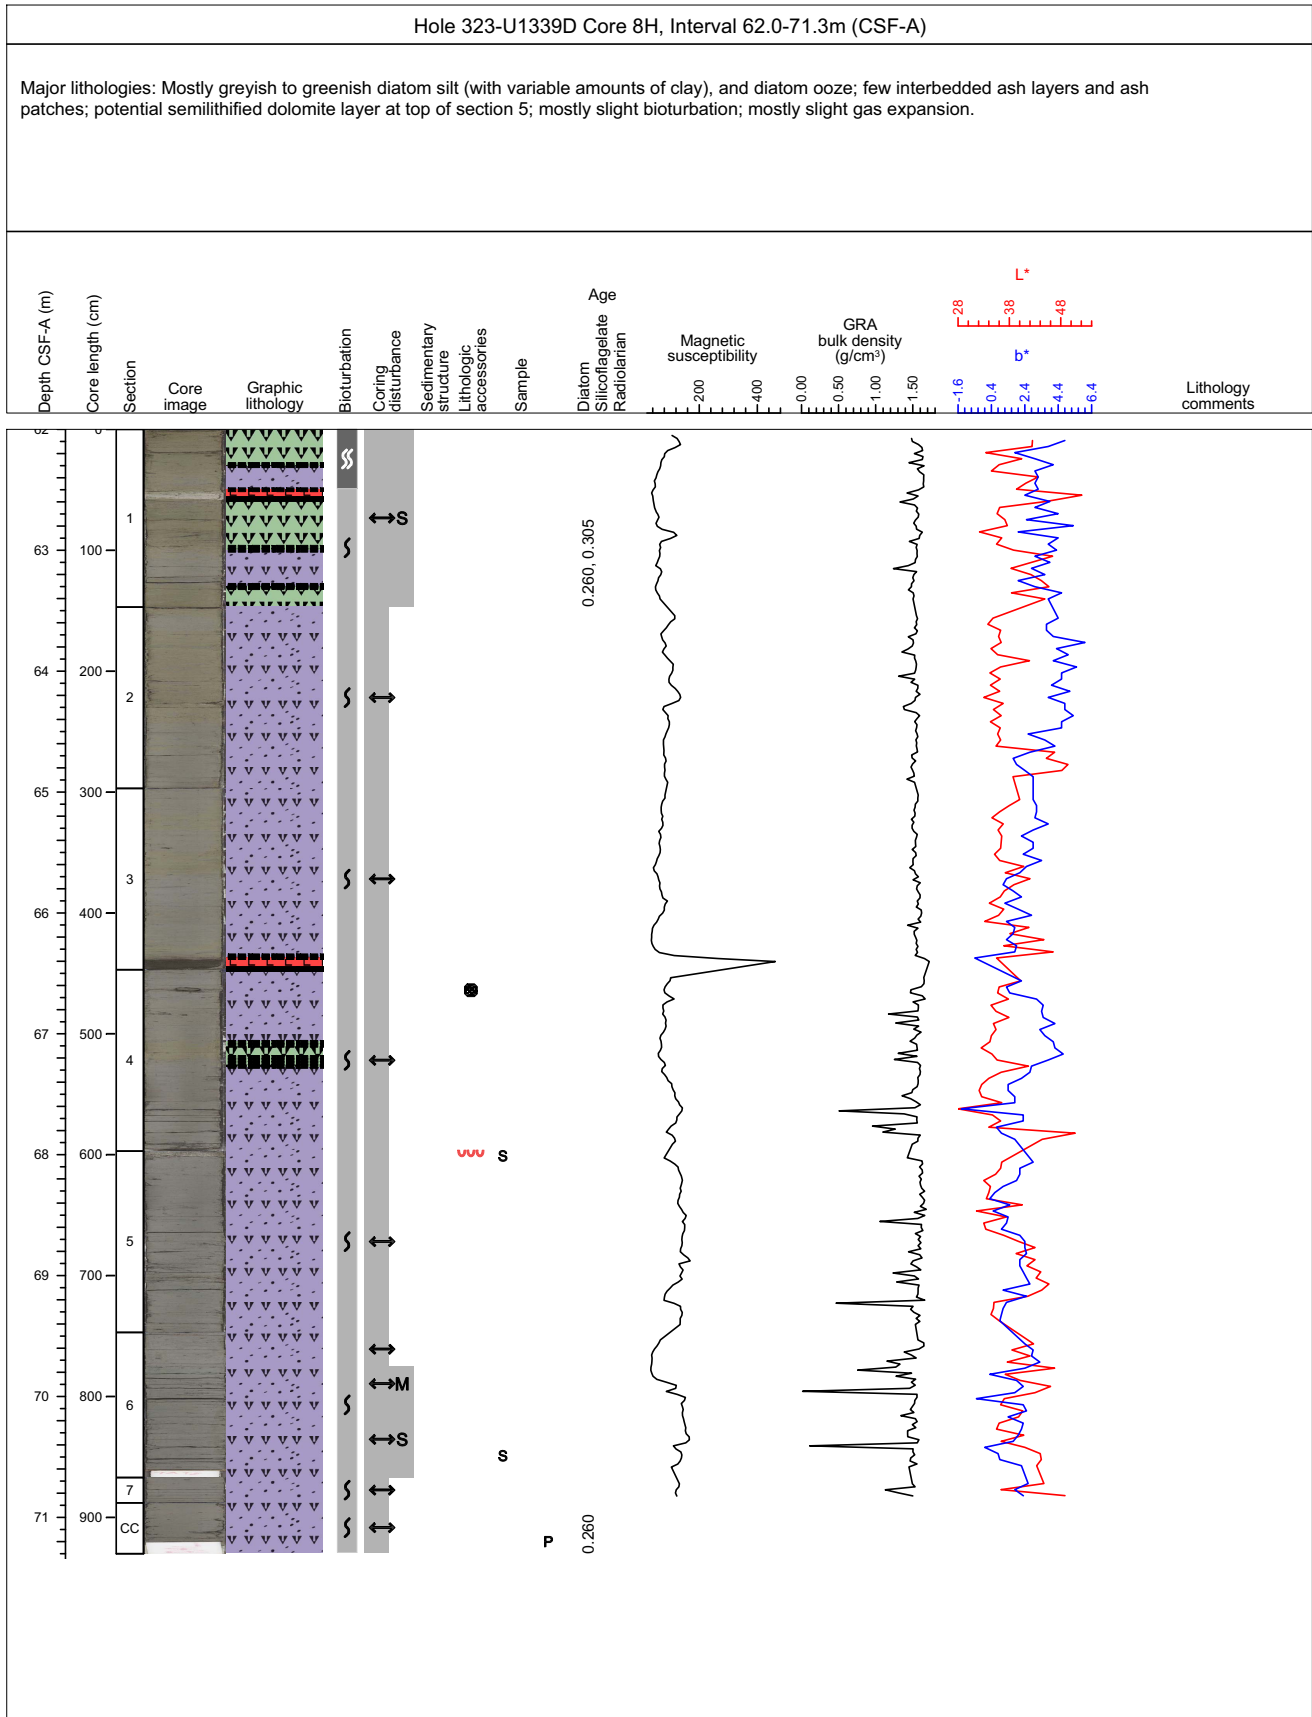 Hole 323-U1339D Core 8H, Interval 62.0-71.3m (CSF-A)
Major lithologies: Mostly greyish to greenish diatom silt (with variable amounts of clay), and diatom ooze; few interbedded ash layers and ash
patches; potential semilithified dolomite layer at top of section 5; mostly slight bioturbation; mostly slight gas expansion.
Depth CSF-A (m)
Core length (cm)
Section
Core
image
Graphic
lithology
Bioturbation
Coring
disturbance
Sedimentary
structure
Lithologic
accessories
Sample
Age
Diatom
Silicoflagelate
Radiolarian
Magnetic
susceptibility
200
400
GRA
bulk density
(g/cm³)
0.00
0.50
1.00
1.50
L*
28
38
48
b*
-1.6
0.4
2.4
4.4
6.4
Lithology
comments
62
0
1
S
63
100
0.260, 0.305
64
200
2
65
300
3
66
400
67
500
4
68
600
S
5
69
700
M
70
800
6
S
S
7
71
900
CC
P
0.260